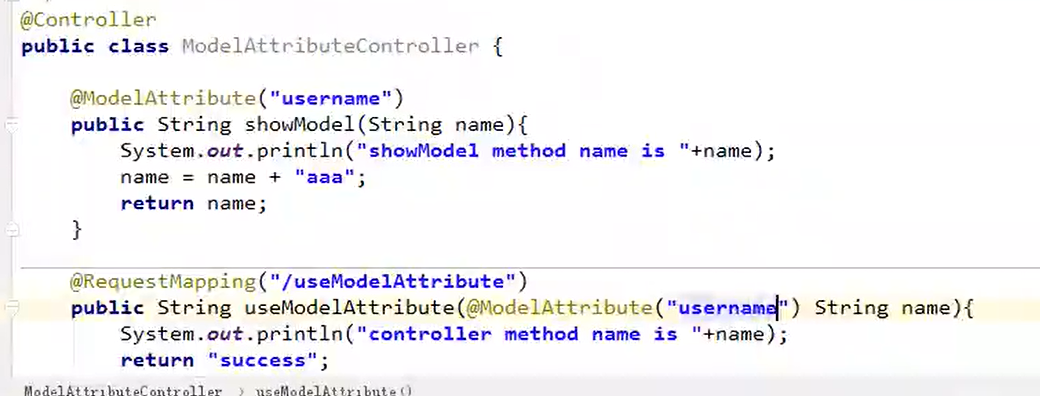 @Controller
public class ModelAttributeController {
@ModelAttribute("username")
public String showModel(String name){
System.out.println("showModel method name is "+name);
name = name + "aaa";
return name;
}
@RequestMapping("/useModelAttribute")
public String useModelAttribute(@ModelAttribute("username") String name){
System.out.println("controller method name is "+name);
return "success";
ModelAttributeController > useModelAttribute()